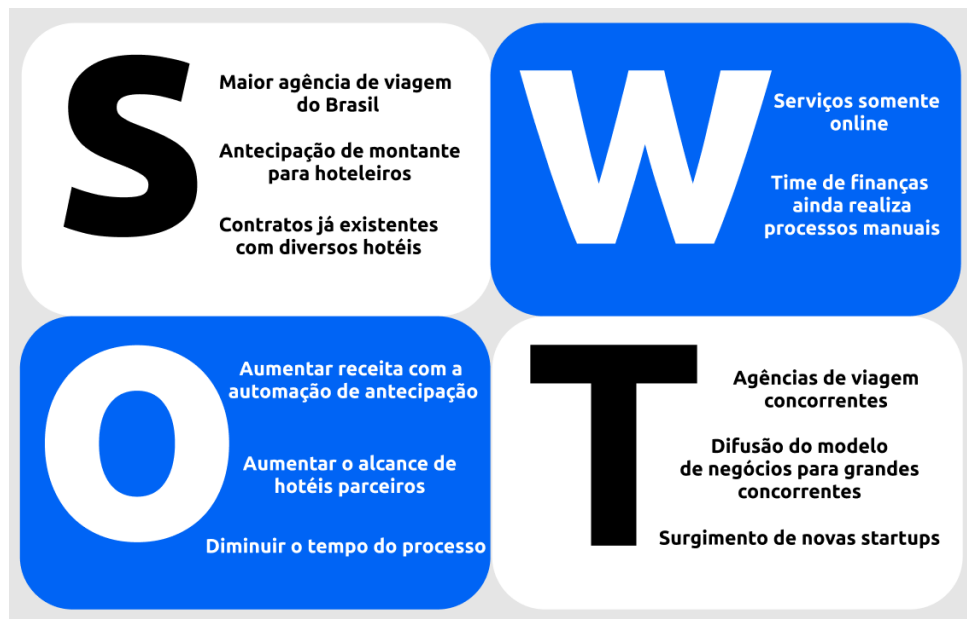 S
Maior agência de viagem
do Brasil
Antecipação de montante
para hoteleiros
Contratos já existentes
com diversos hotéis
W
Serviços somente
online
Time de finanças
ainda realiza
processos manuais
O
Aumentar receita com a
automação de antecipação
Aumentar o alcance de
hotéis parceiros
Diminuir o tempo do processo
T
Agências de viagem
concorrentes
Difusão do modelo
de negócios para grandes
concorrentes
Surgimento de novas startups